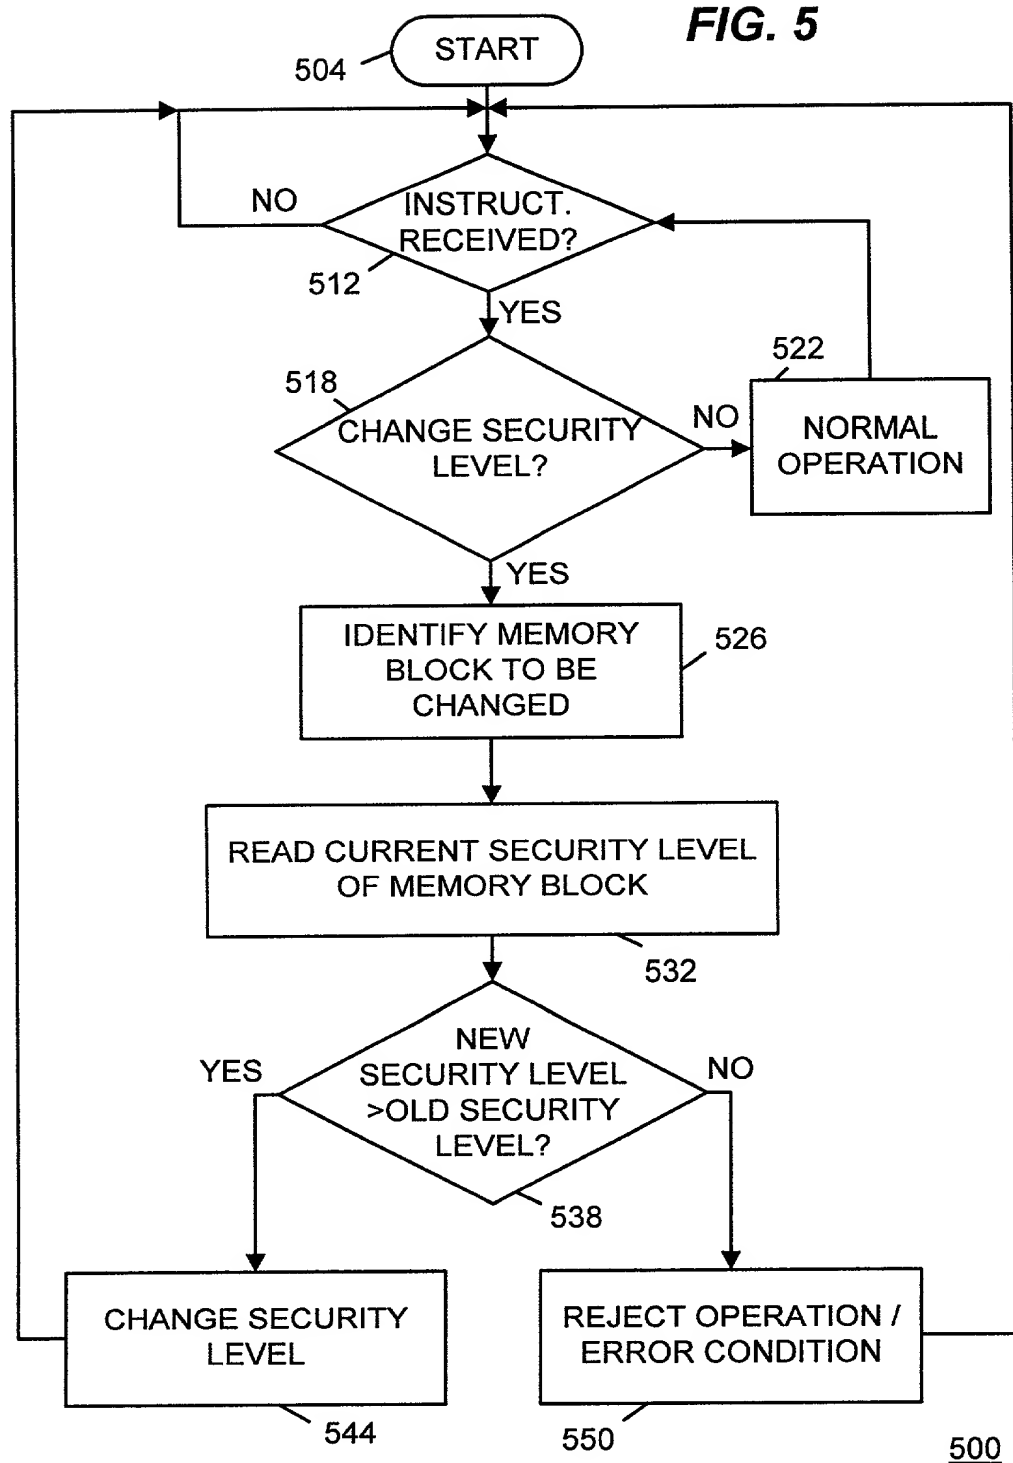 FIG. 5
START
504
NO
INSTRUCT.
RECEIVED?
512
YES
522
518
NO
CHANGE SECURITY
LEVEL?
NORMAL
OPERATION
YES
IDENTIFY MEMORY
BLOCK TO BE
CHANGED
526
READ CURRENT SECURITY LEVEL
OF MEMORY BLOCK
532
YES
NEW
SECURITY LEVEL
>OLD SECURITY
LEVEL?
NO
538
CHANGE SECURITY
LEVEL
REJECT OPERATION /
ERROR CONDITION
544
550
500